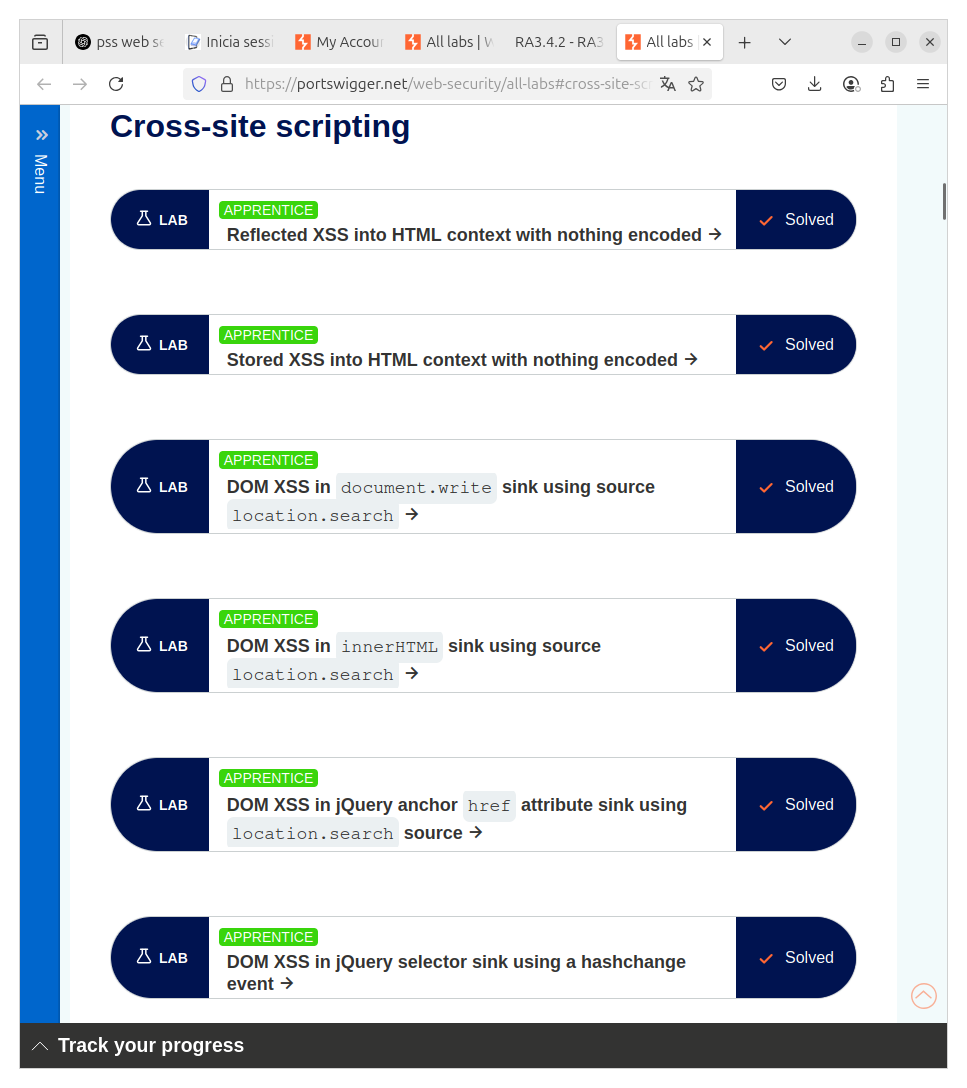 pss web se
Inicia sessi
My Accoun
All labs | W
RA3.4.2 - RA3
All labs
https://portswigger.net/web-security/all-labs#cross-site-scr
Menu
Cross-site scripting
LAB
APPRENTICE
Reflected XSS into HTML context with nothing encoded
Solved
LAB
APPRENTICE
Stored XSS into HTML context with nothing encoded
Solved
LAB
APPRENTICE
DOM XSS in document.write sink using source
location.search
Solved
LAB
APPRENTICE
DOM XSS in innerHTML sink using source
location.search
Solved
LAB
APPRENTICE
DOM XSS in jQuery anchor href attribute sink using
location.search source
Solved
LAB
APPRENTICE
DOM XSS in jQuery selector sink using a hashchange
event
Solved
Track your progress